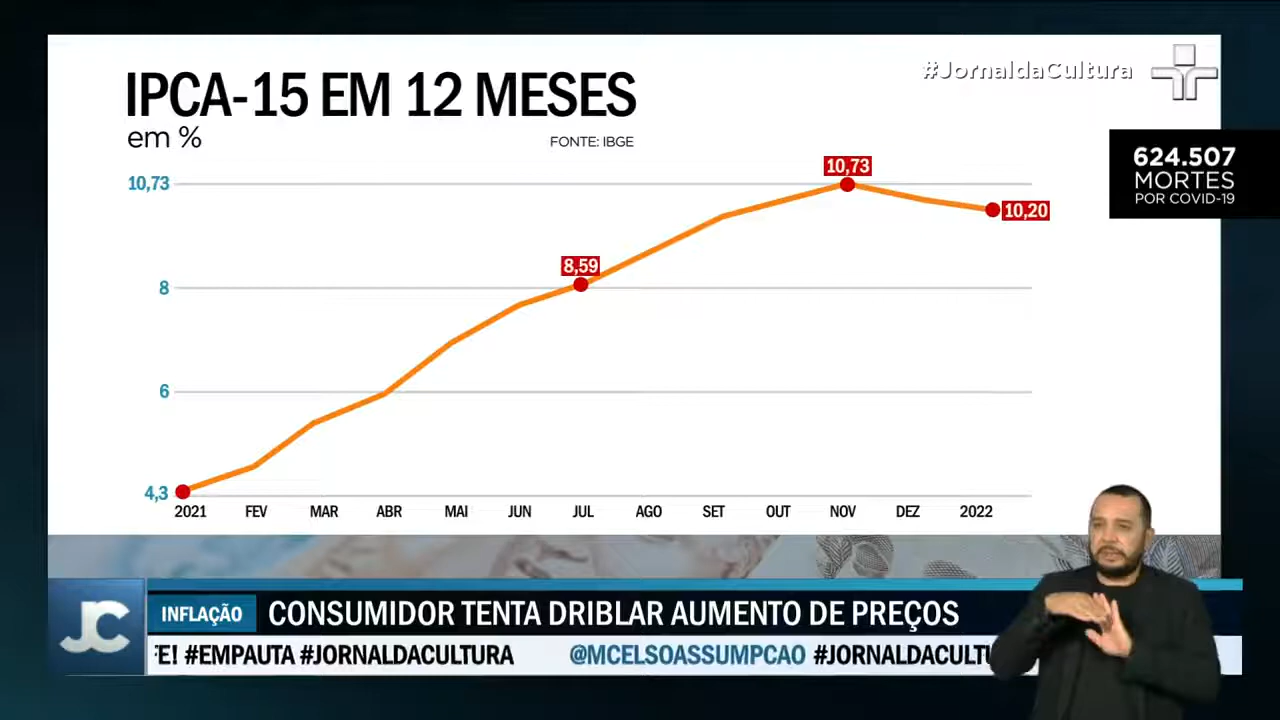 IPCA-15 EM 12 MESES
em %
FONTE: IBGE
#JornaldaCultura
624.507
MORTES
POR COVID-19
10,73
10,73
10,20
8,59
8
6
4,3
2021 FEV MAR ABR MAI JUN JUL AGO SET OUT NOV DEZ 2022
JC
INFLAÇÃO
CONSUMIDOR TENTA DRIBLAR AUMENTO DE PREÇOS
E! #EMPAUTA #JORNALDACULTURA @MCELSOASSUMPCAO #JORNALDACULTU